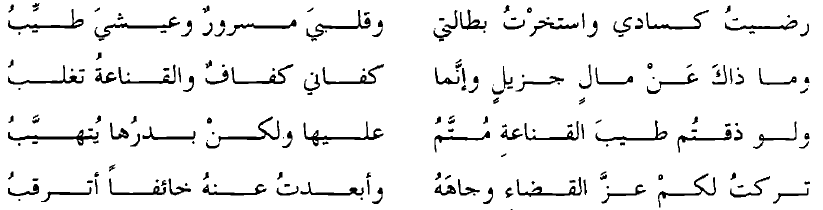 رضيتُ كسادي واستخرْتُ بطالتي وقلبيَ مسرورٌ وعيشيَ طيِّبُ
وما ذاكَ عَنْ مالٍ جزيلٍ وإنَّما كفاني كفافٌ والقناعةُ تغلبُ
ولو ذقتُم طيبَ القناعةِ مُتَّمُ عليها ولكنْ بدرُها يُتهيَّبُ
تركتُ لكمْ عزَّ القضاءِ وجاهَهُ وأبعدتُ عنهُ خائفاً أترقبُ